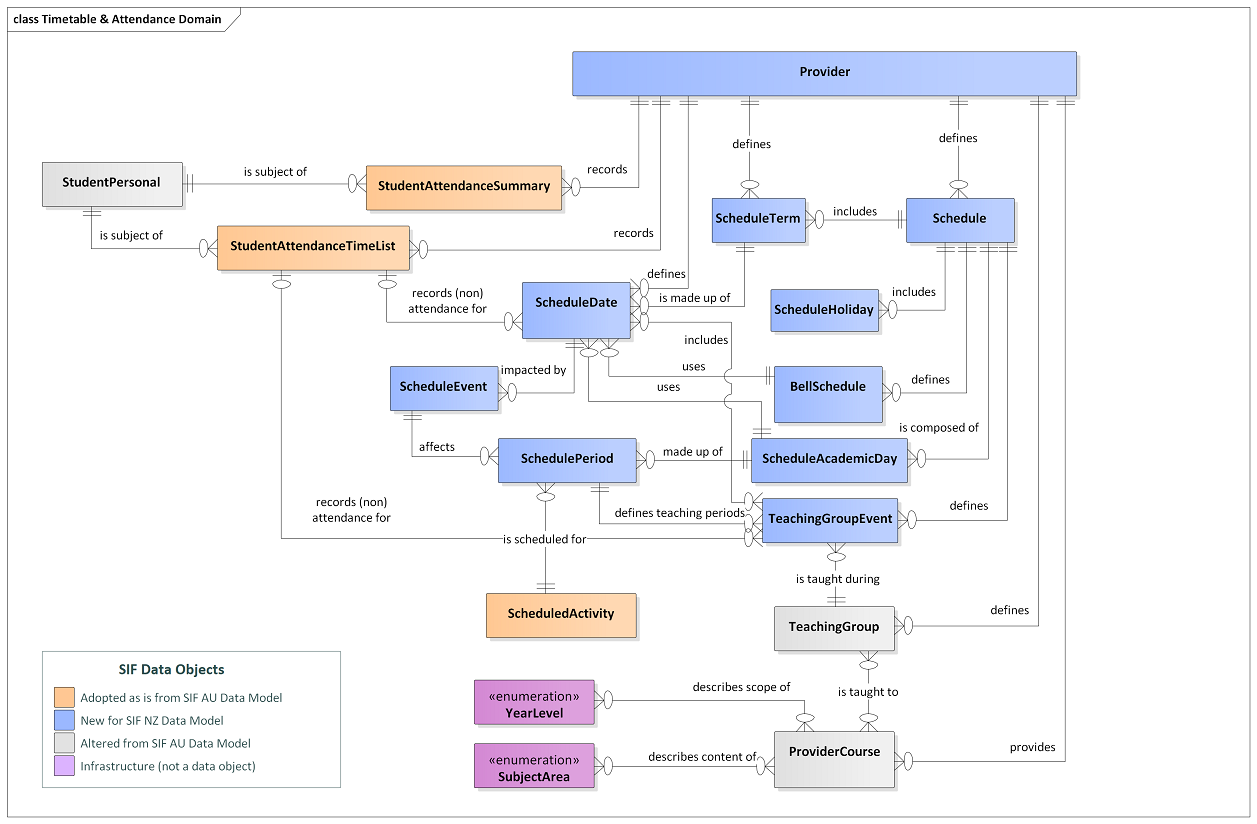 class Timetable & Attendance Domain
Provider
defines
defines
StudentPersonal
is subject of
StudentAttendanceSummary
records
ScheduleTerm
includes
Schedule
is subject of
StudentAttendanceTimeList
records
defines
records (non)
attendance for
ScheduleDate
is made up of
ScheduleHoliday
includes
includes
impacted by
uses
ScheduleEvent
uses
BellSchedule
defines
is composed of
affects
SchedulePeriod
made up of
ScheduleAcademicDay
records (non)
attendance for
defines teaching periods
TeachingGroupEvent
defines
is scheduled for
is taught during
ScheduledActivity
TeachingGroup
defines
SIF Data Objects
Adopted as is from SIF AU Data Model
New for SIF NZ Data Model
Altered from SIF AU Data Model
Infrastructure (not a data object)
«enumeration»
YearLevel
describes scope of
is taught to
«enumeration»
SubjectArea
describes content of
ProviderCourse
provides